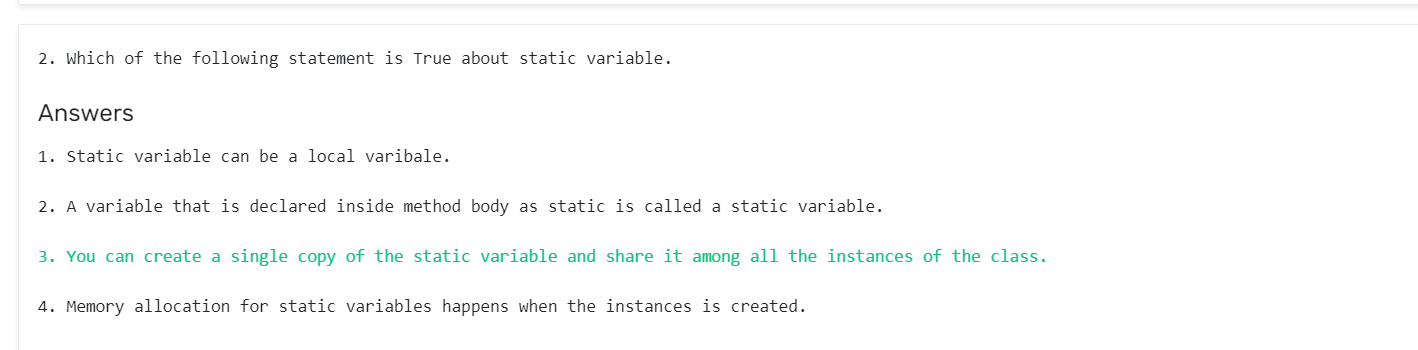 2. Which of the following statement is True about static variable.
Answers
1. Static variable can be a local varibale.
2. A variable that is declared inside method body as static is called a static variable.
3. You can create a single copy of the static variable and share it among all the instances of the class.
4. Memory allocation for static variables happens when the instances is created.